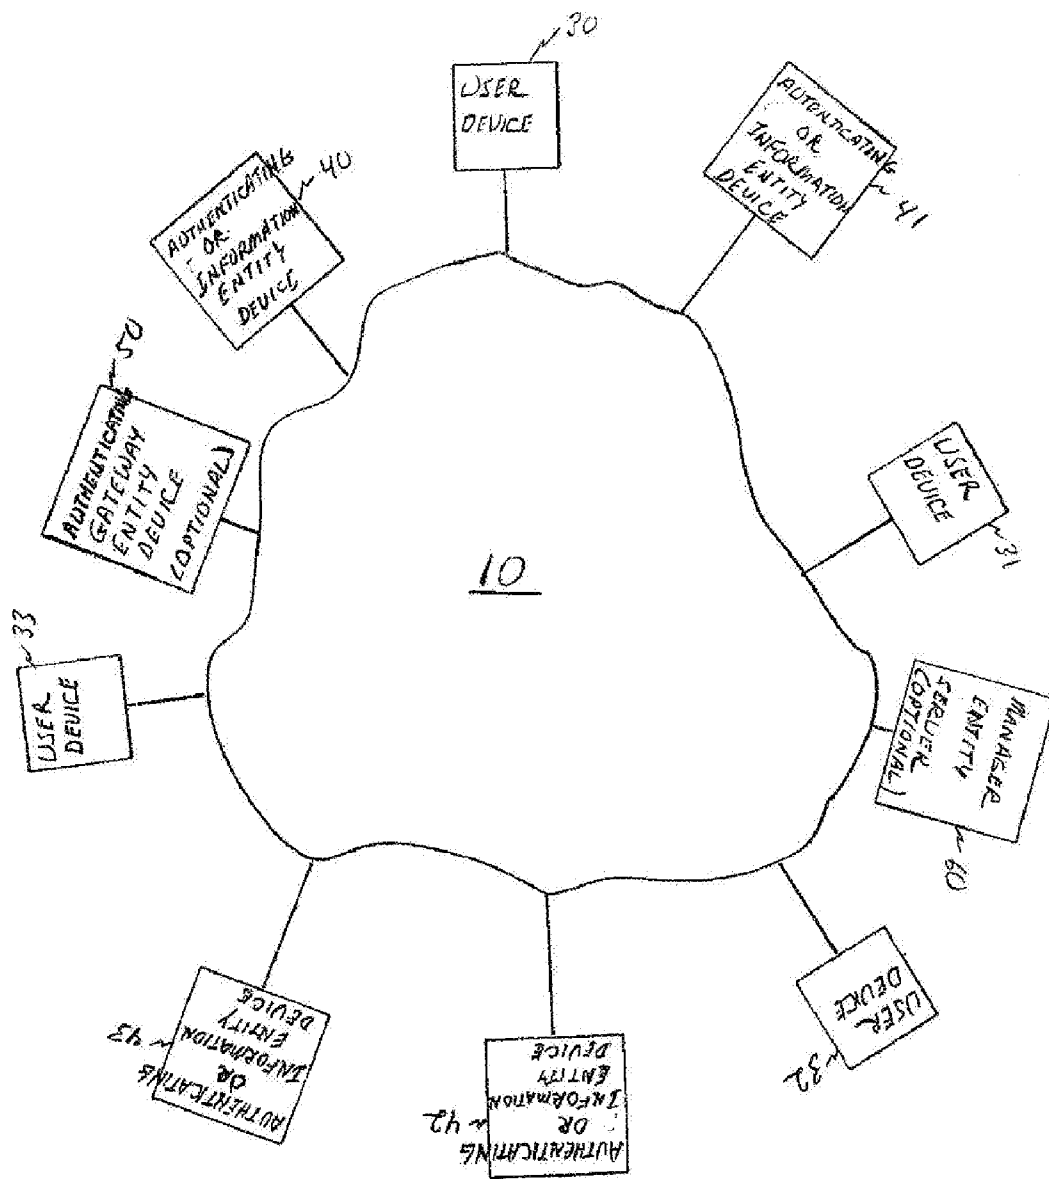 30
USER
DEVICE
AUTENTICATING
OR
INFORMATION
ENTITY
DEVICE
41
40
AUTHENTICATING
OR
INFORMATION
ENTITY
DEVICE
50
AUTHENTICATING
GATEWAY
ENTITY
DEVICE
(OPTIONAL)
USER
DEVICE
31
10
33
USER
DEVICE
MANAGER
ENTITY
SERVER
(OPTIONAL)
60
43
AUTHENTICATING
OR
INFORMATION
ENTITY
DEVICE
42
AUTHENTICATING
OR
INFORMATION
ENTITY
DEVICE
USER
DEVICE
32